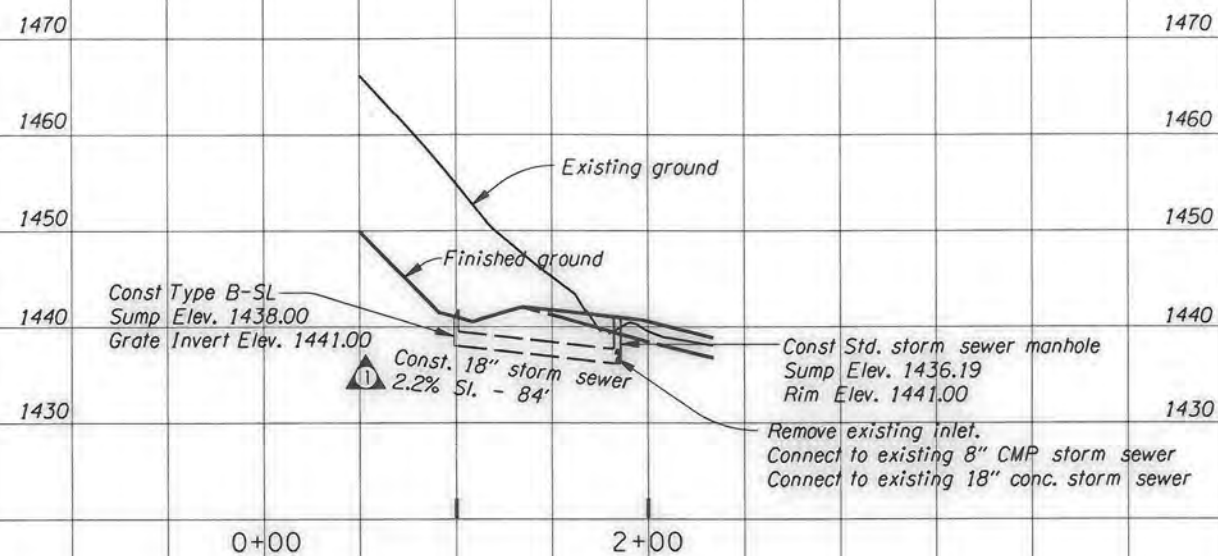 1470
1470
1460
1460
Existing ground
1450
1450
Finished ground
Const Type B-SL
Sump Elev. 1438.00
Grate Invert Elev. 1441.00
1440
1440
1
Const. 18" storm sewer
2.2% Sl. - 84'
Const Std. storm sewer manhole
Sump Elev. 1436.19
Rim Elev. 1441.00
1430
1430
Remove existing inlet.
Connect to existing 8" CMP storm sewer
Connect to existing 18" conc. storm sewer
0+00
2+00